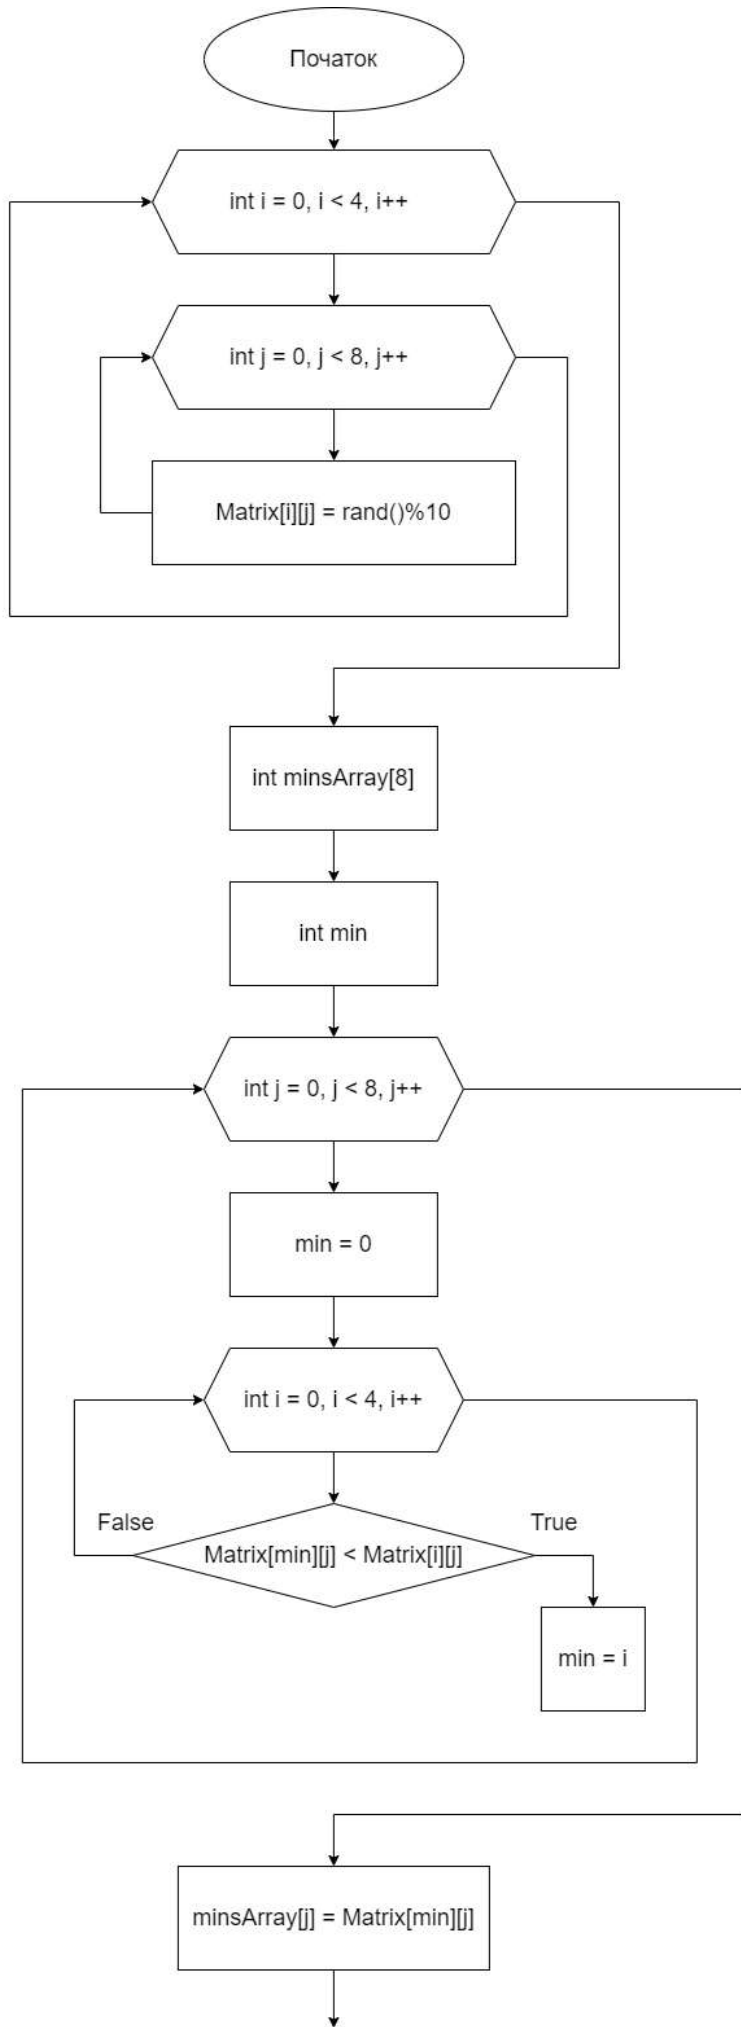 Початок
int i = 0, i < 4, i++
int j = 0, j < 8, j++
Matrix[i][j] = rand()%10
int minsArray[8]
int min
int j = 0, j < 8, j++
min = 0
int i = 0, i < 4, i++
False
True
Matrix[min][j] < Matrix[i][j]
min = i
minsArray[j] = Matrix[min][j]